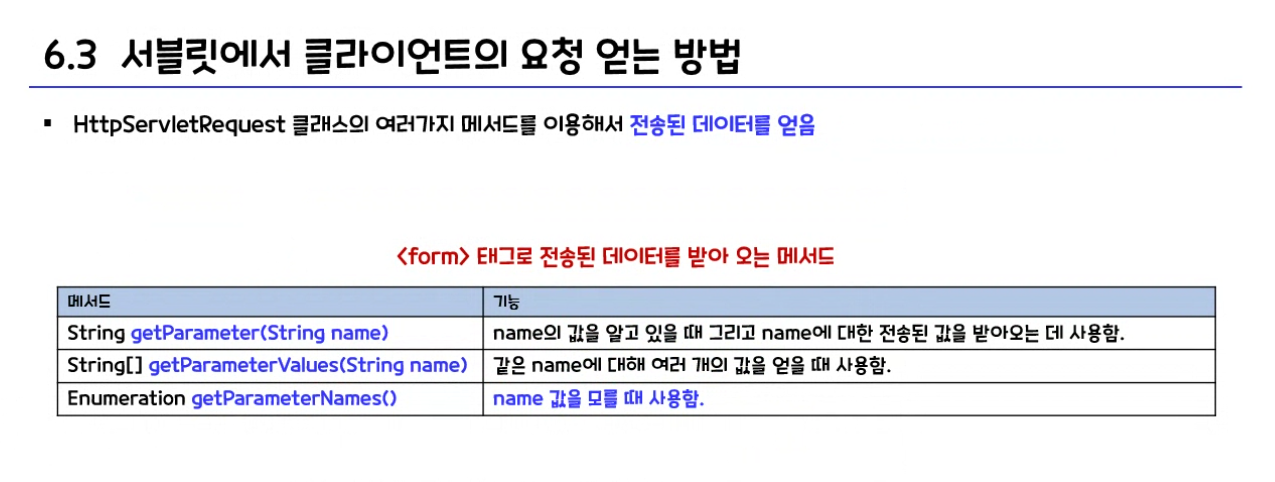 6.3 서블릿에서 클라이언트의 요청 얻는 방법
▪ HttpServletRequest 클래스의 여러가지 메서드를 이용해서 전송된 데이터를 얻음
<form> 태그로 전송된 데이터를 받아 오는 메서드
메서드 기능
String getParameter(String name) name의 값을 알고 있을 때 그리고 name에 대한 전송된 값을 받아오는 데 사용함.
String[] getParameterValues(String name) 같은 name에 대해 여러 개의 값을 얻을 때 사용함.
Enumeration getParameterNames() name 값을 모를 때 사용함.